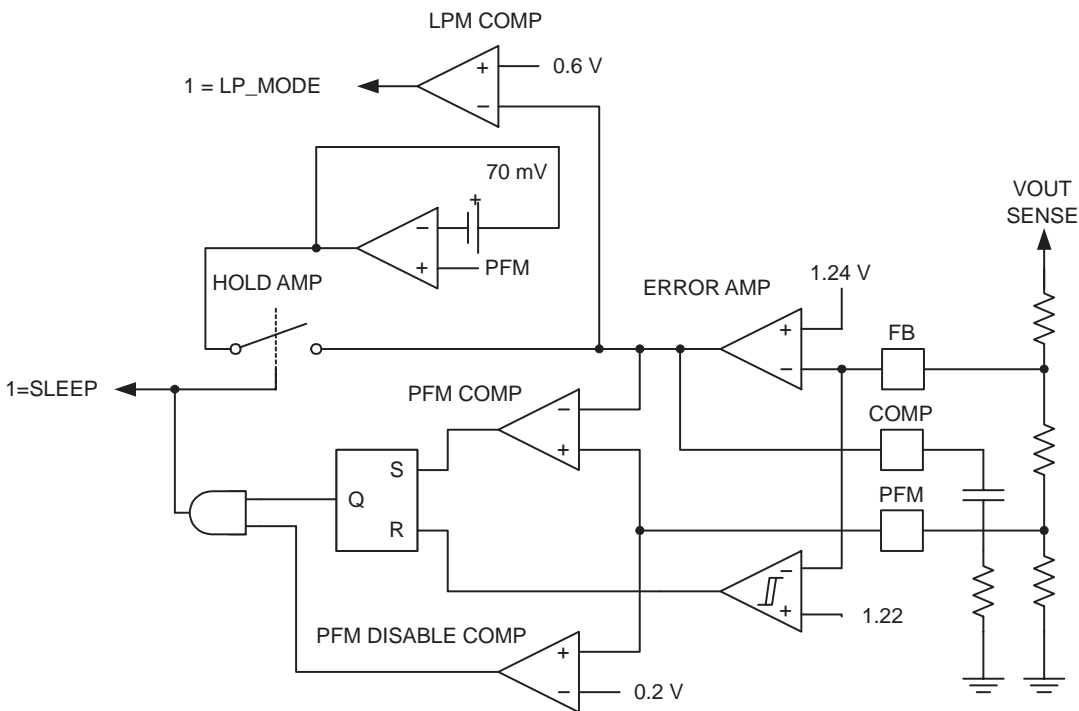 LPM COMP
+
0.6 V
1 = LP_MODE
−
70 mV
+
VOUT
SENSE
−
+
PFM
HOLD AMP
1.24 V
ERROR AMP
+
FB
−
1=SLEEP
PFM COMP
−
COMP
+
S
Q
PFM
R
−
+
1.22
PFM DISABLE COMP
+
−
0.2 V